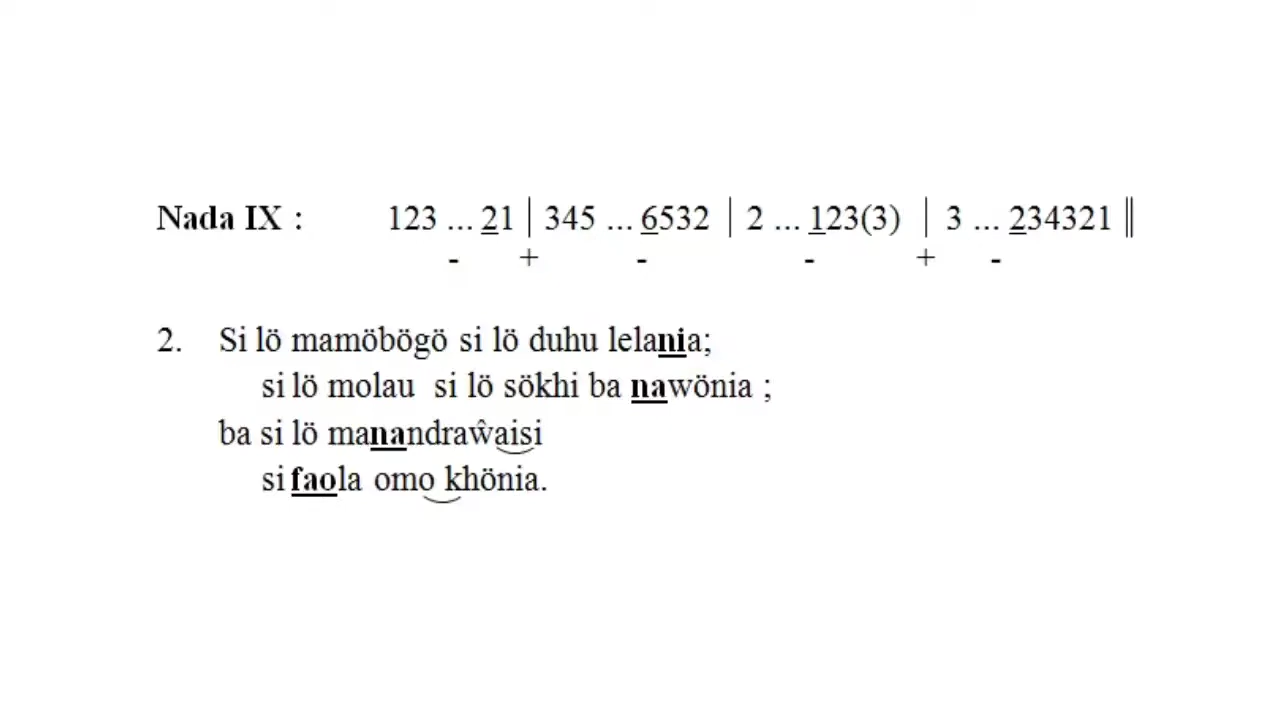 Nada IX : 123 ... 21 | 345 ... 6532 | 2 ... 123(3) | 3 ... 234321 ||
- + - - + -
2. Si lö mamöbögö si lö duhu lelania;
si lö molau si lö sökhi ba nawönia ;
ba si lö manandraŵaisi
si faola omo khönia.